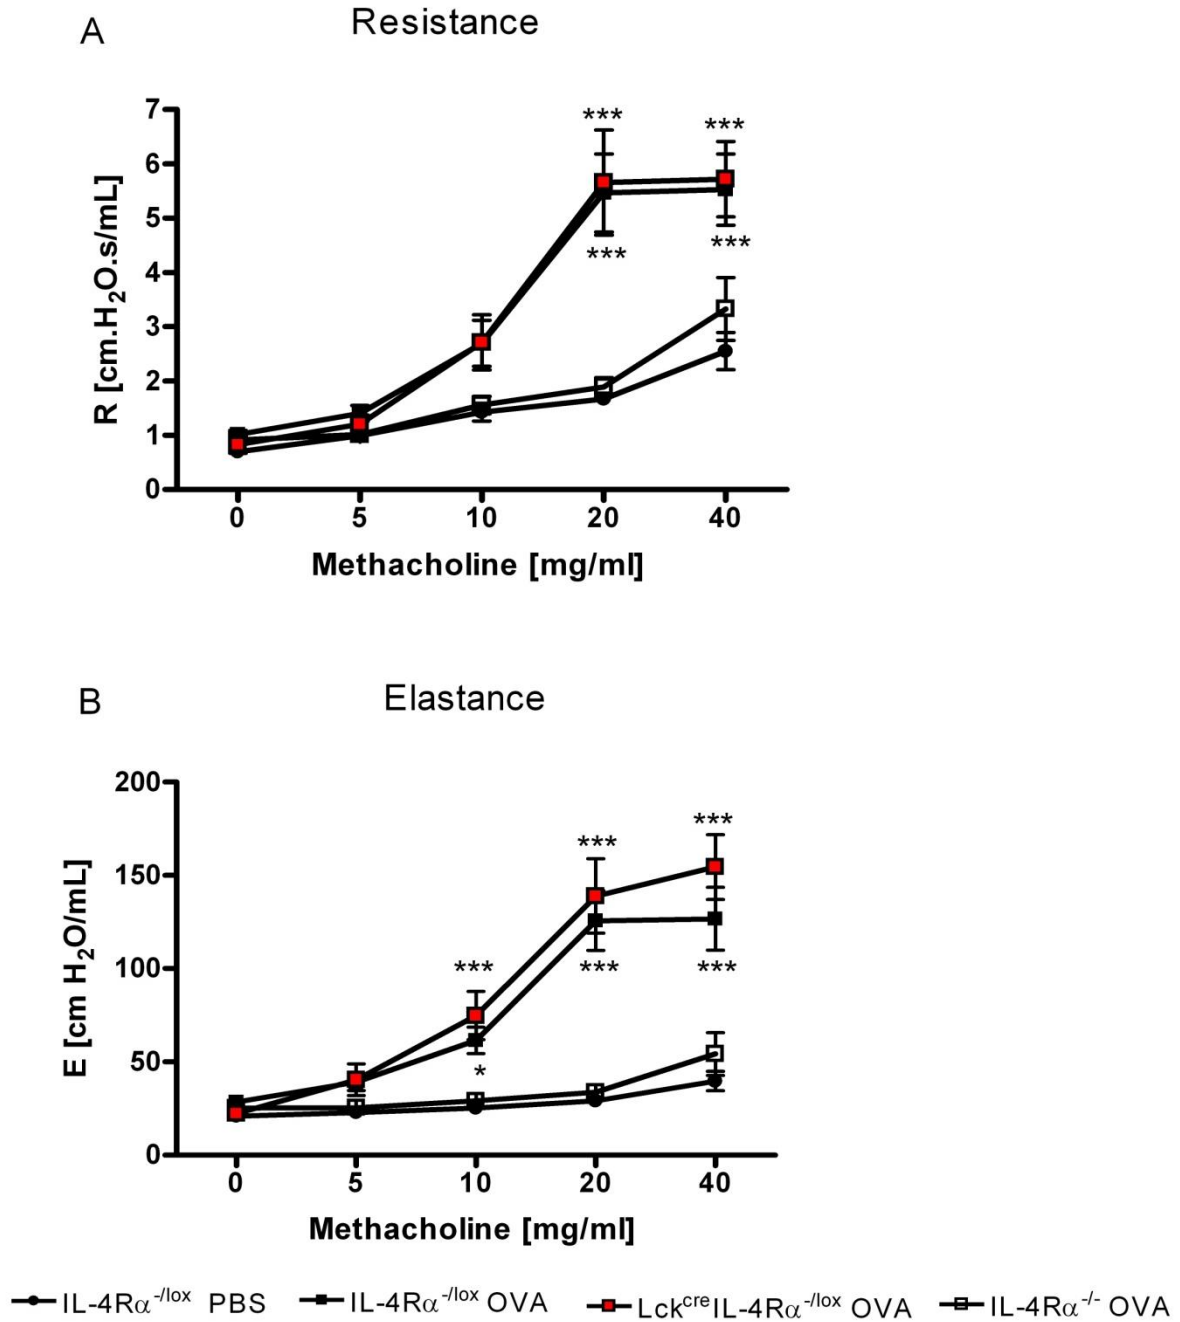 A
Resistance
***
***
***
***
7
6
5
4
3
2
1
0
R [cm.H₂O.s/mL]
0 5 10 20 40
Methacholine [mg/ml]
B
Elastance
***
***
***
***
***
*
200
150
100
50
0
E [cm H₂O/mL]
0 5 10 20 40
Methacholine [mg/ml]
IL-4Rα⁻/ˡᵒˣ PBS IL-4Rα⁻/ˡᵒˣ OVA Lckᶜʳᵉ IL-4Rα⁻/ˡᵒˣ OVA IL-4Rα⁻/⁻ OVA